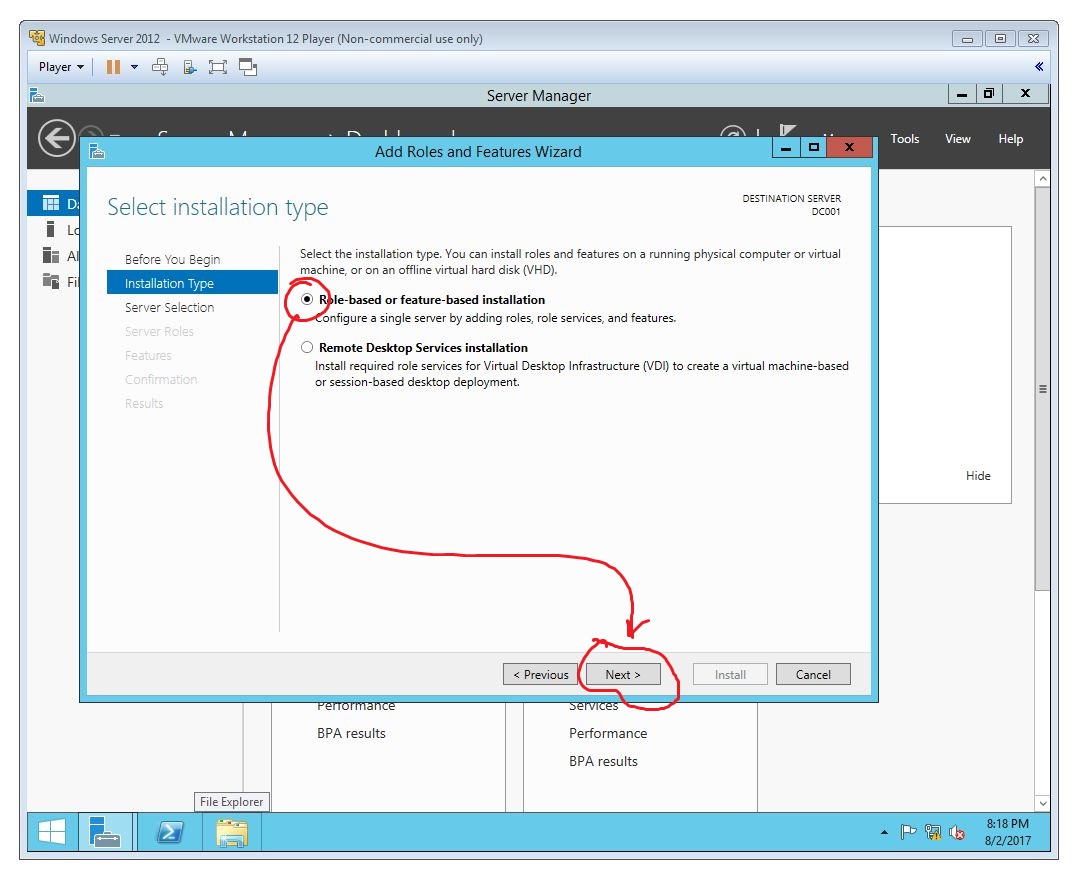 Windows Server 2012 - VMware Workstation 12 Player (Non-commercial use only)
Player
Server Manager
Tools View Help
Add Roles and Features Wizard
Select installation type
DESTINATION SERVER
DC001
Before You Begin
Installation Type
Server Selection
Server Roles
Features
Confirmation
Results
Select the installation type. You can install roles and features on a running physical computer or virtual
machine, or on an offline virtual hard disk (VHD).
Role-based or feature-based installation
Configure a single server by adding roles, role services, and features.
Remote Desktop Services installation
Install required role services for Virtual Desktop Infrastructure (VDI) to create a virtual machine-based
or session-based desktop deployment.
Hide
< Previous Next > Install Cancel
Performance
BPA results
Services
Performance
BPA results
File Explorer
8:18 PM
8/2/2017